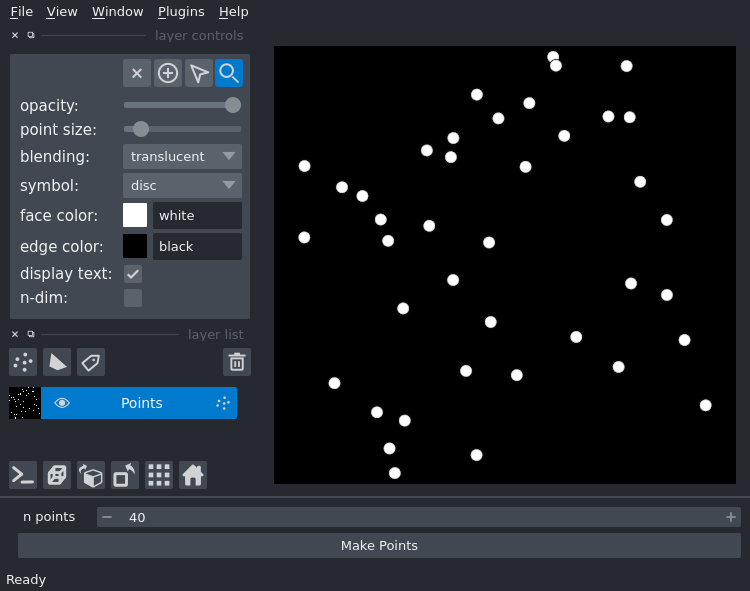 File View Window Plugins Help
layer controls
opacity:
point size:
blending: translucent
symbol: disc
face color: white
edge color: black
display text:
n-dim:
layer list
Points
n points 40
Make Points
Ready